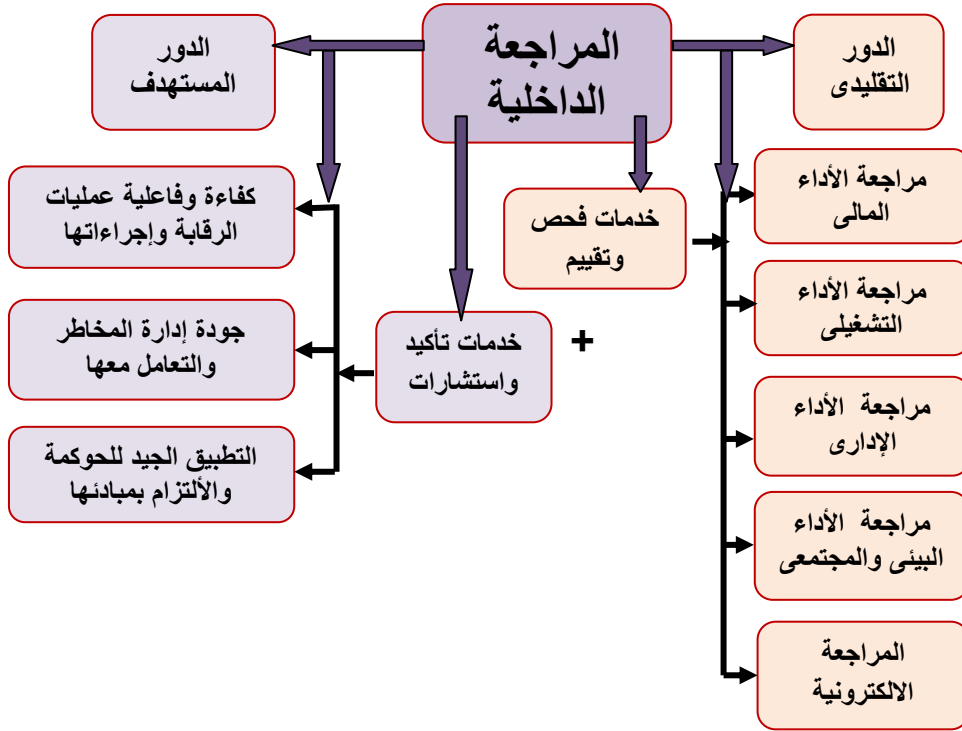 المراجعة
الداخلية
الدور
التقليدى
الدور
المستهدف
مراجعة الأداء
المالى
مراجعة الأداء
التشغيلى
مراجعة الأداء
الإدارى
مراجعة الأداء
البيئى والمجتمعى
المراجعة
الالكترونية
خدمات فحص
وتقييم
+
خدمات تأكيد
واستشارات
كفاءة وفاعلية عمليات
الرقابة وإجراءاتها
جودة إدارة المخاطر
والتعامل معها
التطبيق الجيد للحوكمة
والألتزام بمبادئها